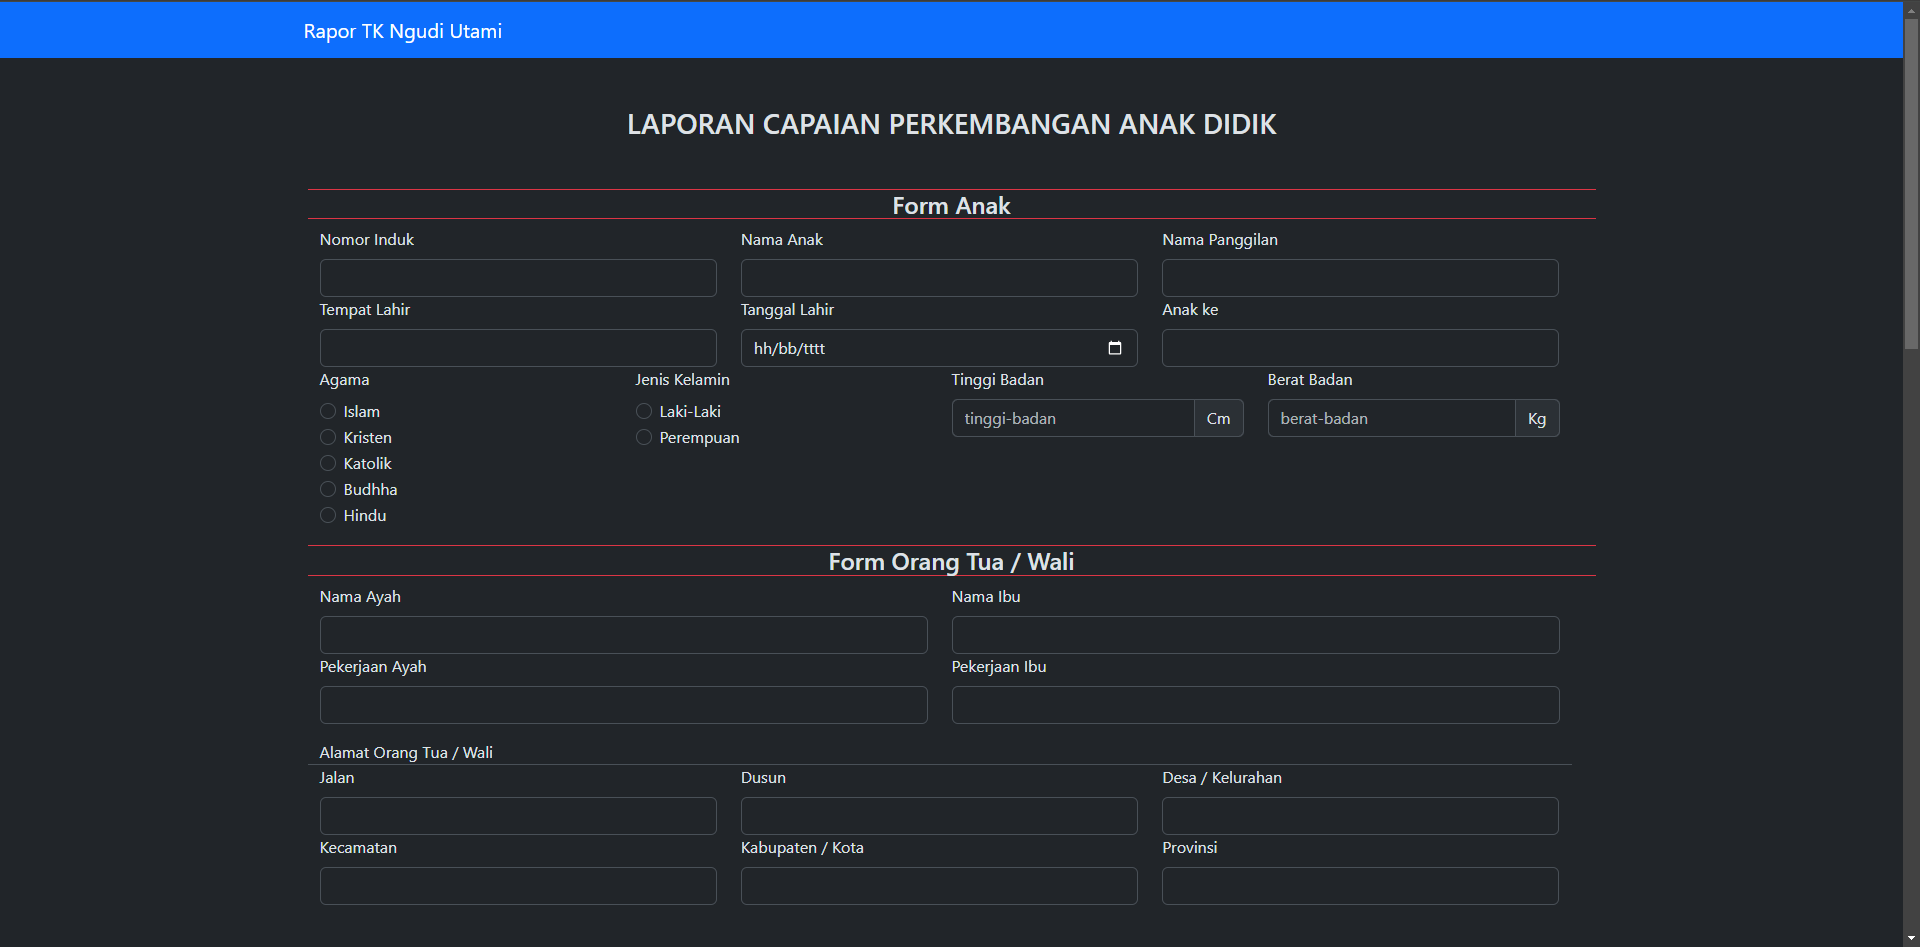 Rapor TK Ngudi Utami
LAPORAN CAPAIAN PERKEMBANGAN ANAK DIDIK
Form Anak
Nomor Induk
Nama Anak
Nama Panggilan
Tempat Lahir
Tanggal Lahir
hh/bb/tttt
Anak ke
Agama
Islam
Kristen
Katolik
Budhha
Hindu
Jenis Kelamin
Laki-Laki
Perempuan
Tinggi Badan
tinggi-badan Cm
Berat Badan
berat-badan Kg
Form Orang Tua / Wali
Nama Ayah
Nama Ibu
Pekerjaan Ayah
Pekerjaan Ibu
Alamat Orang Tua / Wali
Jalan
Dusun
Desa / Kelurahan
Kecamatan
Kabupaten / Kota
Provinsi